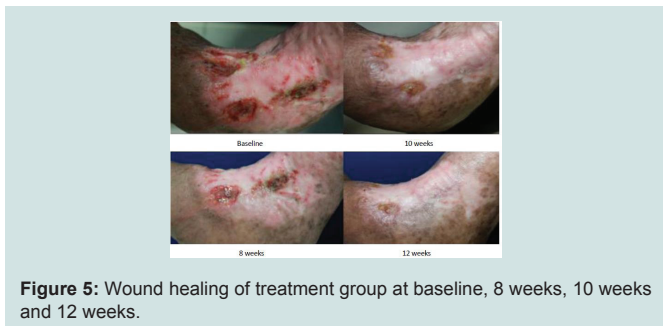 Baseline
10 weeks
8 weeks
12 weeks
Figure 5: Wound healing of treatment group at baseline, 8 weeks, 10 weeks
and 12 weeks.